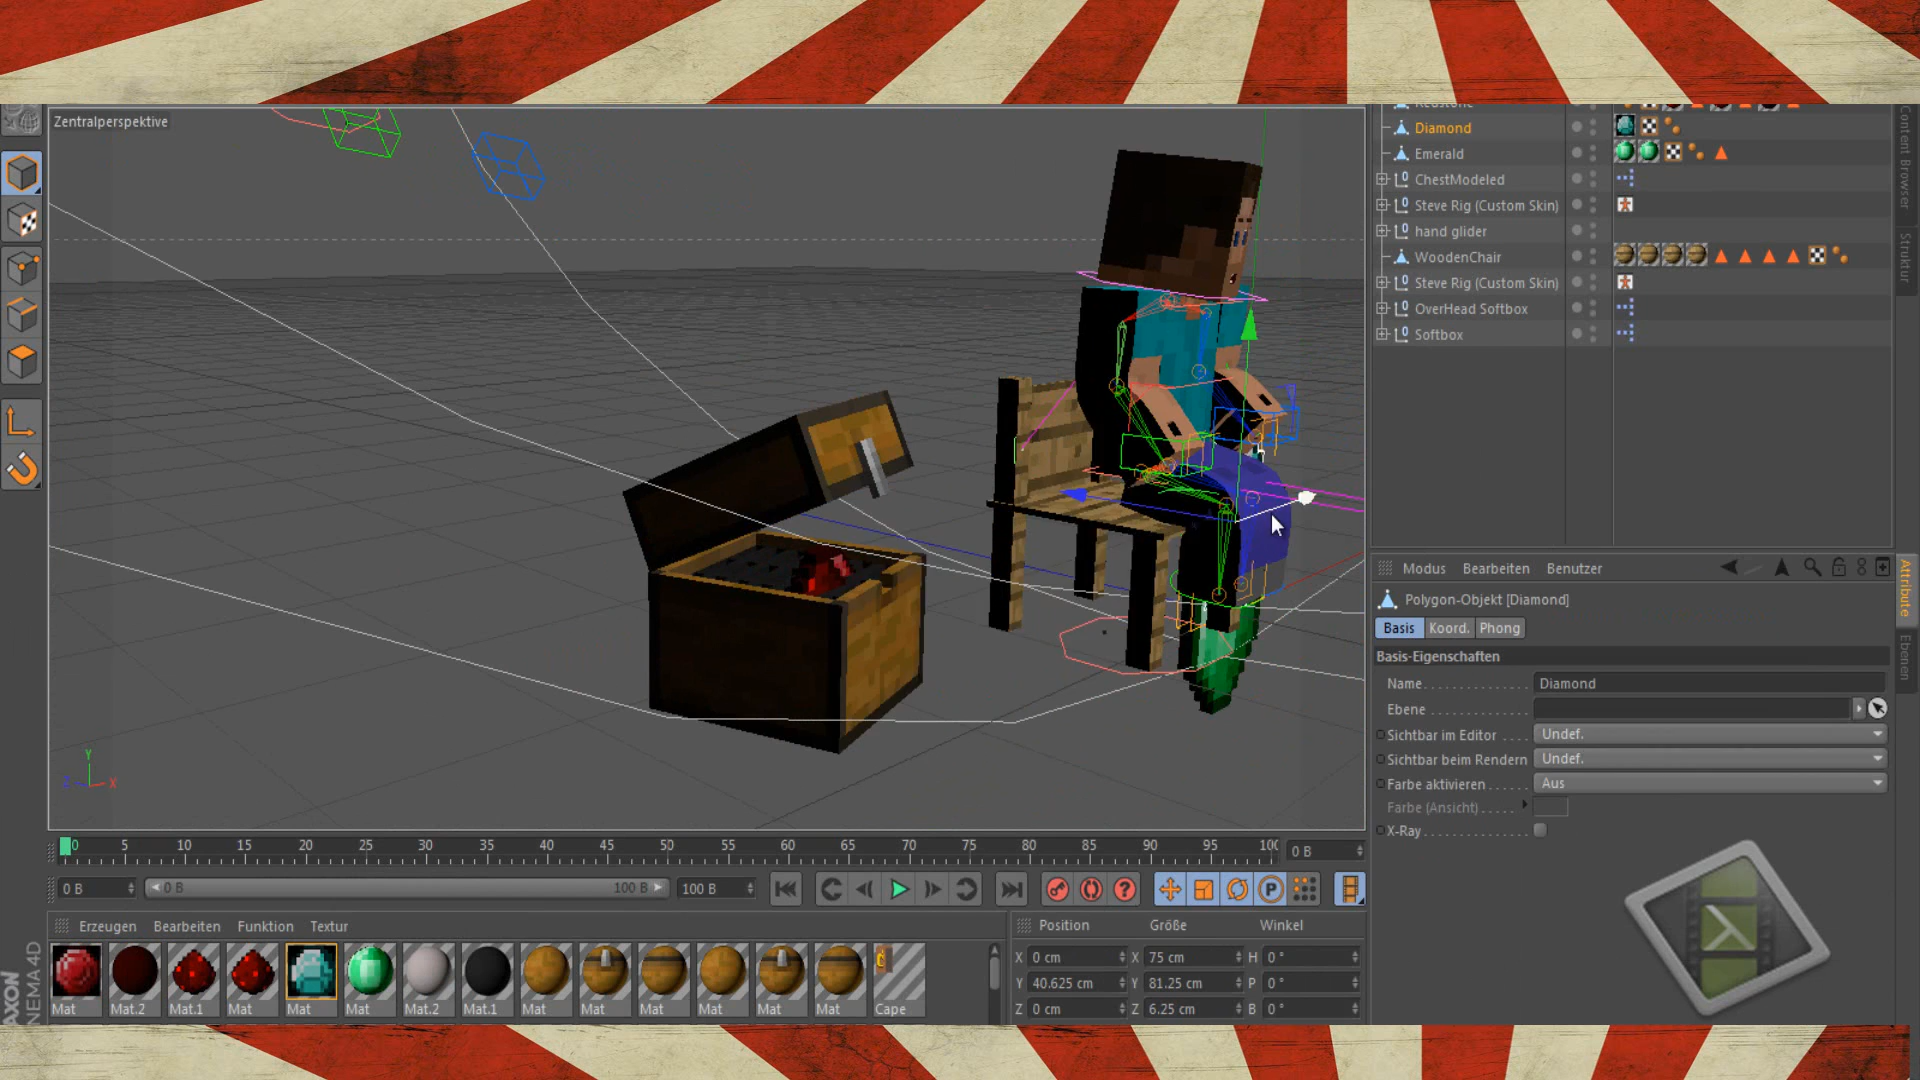 Zentralperspektive
Redstone
Diamond
Emerald
ChestModeled
Steve Rig (Custom Skin)
hand glider
WoodenChair
Steve Rig (Custom Skin)
OverHead Softbox
Softbox
Content Browser
Struktur
Modus Bearbeiten Benutzer
Attribute
Ebenen
Polygon-Objekt [Diamond]
Basis Koord. Phong
Basis-Eigenschaften
Name Diamond
Ebene
Sichtbar im Editor Undef.
Sichtbar beim Rendern Undef.
Farbe aktivieren Aus
Farbe (Ansicht)
X-Ray
Y
Z X
0 5 10 15 20 25 30 35 40 45 50 55 60 65 70 75 80 85 90 95 100
0 B
0 B 0 B 100 B 100 B
P
Erzeugen Bearbeiten Funktion Textur
Mat Mat.2 Mat.1 Mat Mat Mat Mat.2 Mat.1 Mat Mat Mat Mat Mat Mat Cape
Position Größe Winkel
X 0 cm X 75 cm H 0 °
Y 40.625 cm Y 81.25 cm P 0 °
Z 0 cm Z 6.25 cm B 0 °
AXON
NEMA 4D